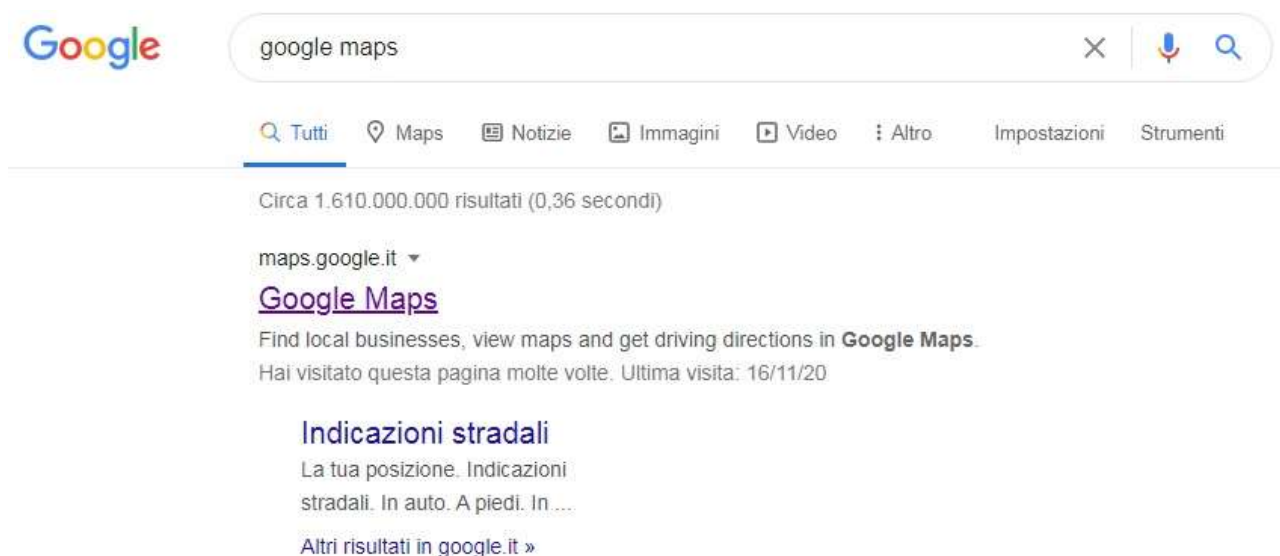 Google
google maps
Tutti Maps Notizie Immagini Video Altro Impostazioni Strumenti
Circa 1.610.000.000 risultati (0,36 secondi)
maps.google.it
Google Maps
Find local businesses, view maps and get driving directions in Google Maps.
Hai visitato questa pagina molte volte. Ultima visita: 16/11/20
Indicazioni stradali
La tua posizione. Indicazioni
stradali. In auto. A piedi. In ...
Altri risultati in google.it »